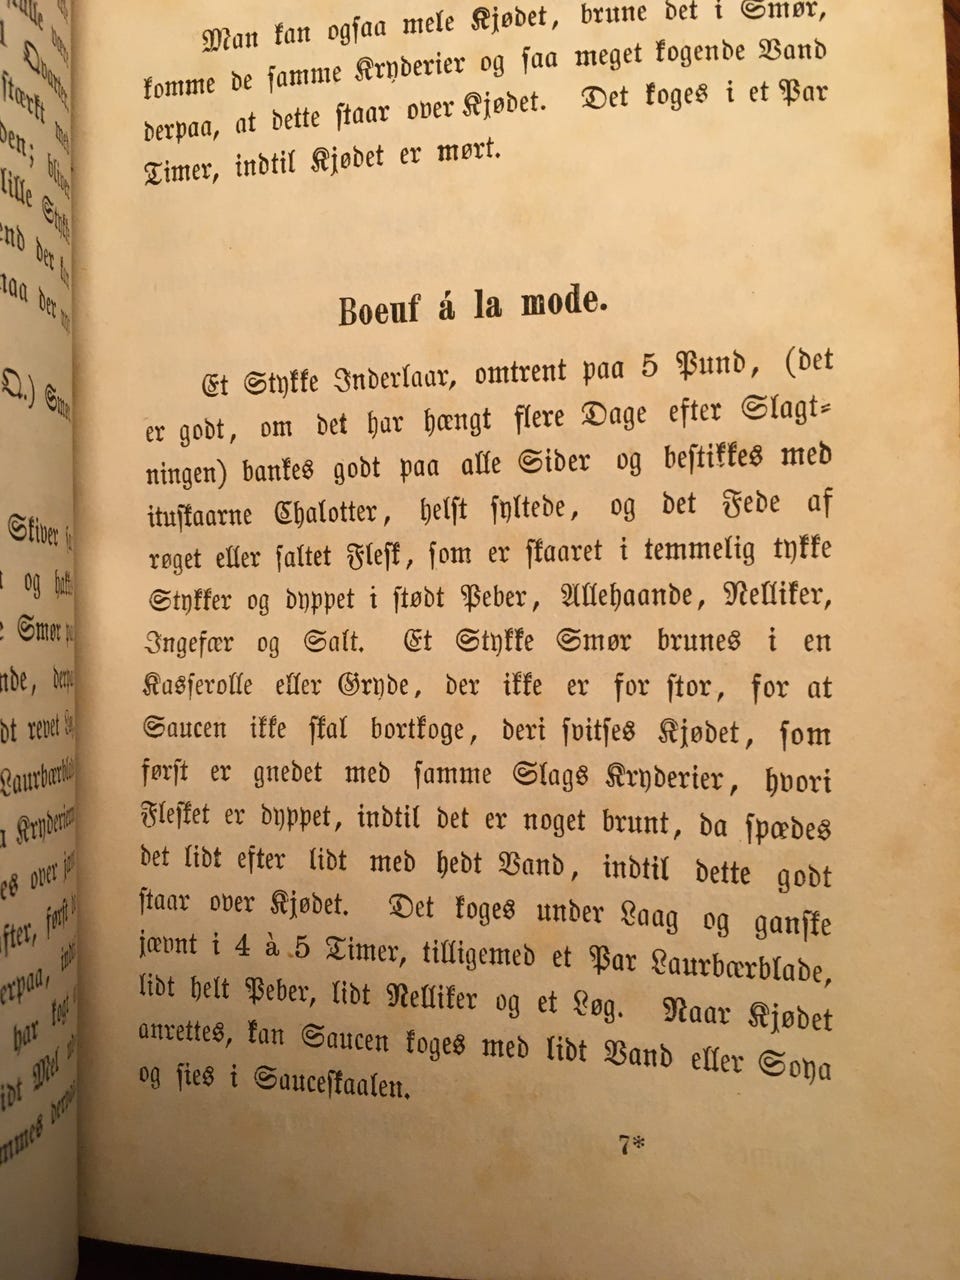 Man kan ogsaa mele Kjødet, brune det i Smør,
komme de samme Kryderier og saa meget kogende Vand
derpaa, at dette staar over Kjødet. Det koges i et Par
Timer, indtil Kjødet er mørt.
Boeuf á la mode.
Et Stykke Inderlaar, omtrent paa 5 Pund, (det
er godt, om det har hængt flere Dage efter Slagt-
ningen) bankes godt paa alle Sider og bestikkes med
ituskaarne Chalotter, helst syltede, og det Fede af
røget eller saltet Flesk, som er skaaret i temmelig tykke
Stykker og dyppet i stødt Peber, Allehaande, Nelliker,
Ingefær og Salt. Et Stykke Smør brunes i en
Kasserolle eller Gryde, der ikke er for stor, for at
Saucen ikke skal bortkoge, deri svitses Kjødet, som
først er gnedet med samme Slags Kryderier, hvori
Flesket er dyppet, indtil det er noget brunt, da spædes
det lidt efter lidt med hedt Vand, indtil dette godt
staar over Kjødet. Det koges under Laag og ganske
jævnt i 4 à 5 Timer, tilligemed et Par Laurbærblade,
lidt helt Peber, lidt Nelliker og et Løg. Naar Kjødet
anrettes, kan Saucen koges med lidt Vand eller Soya
og sies i Sauceskaalen.
7*